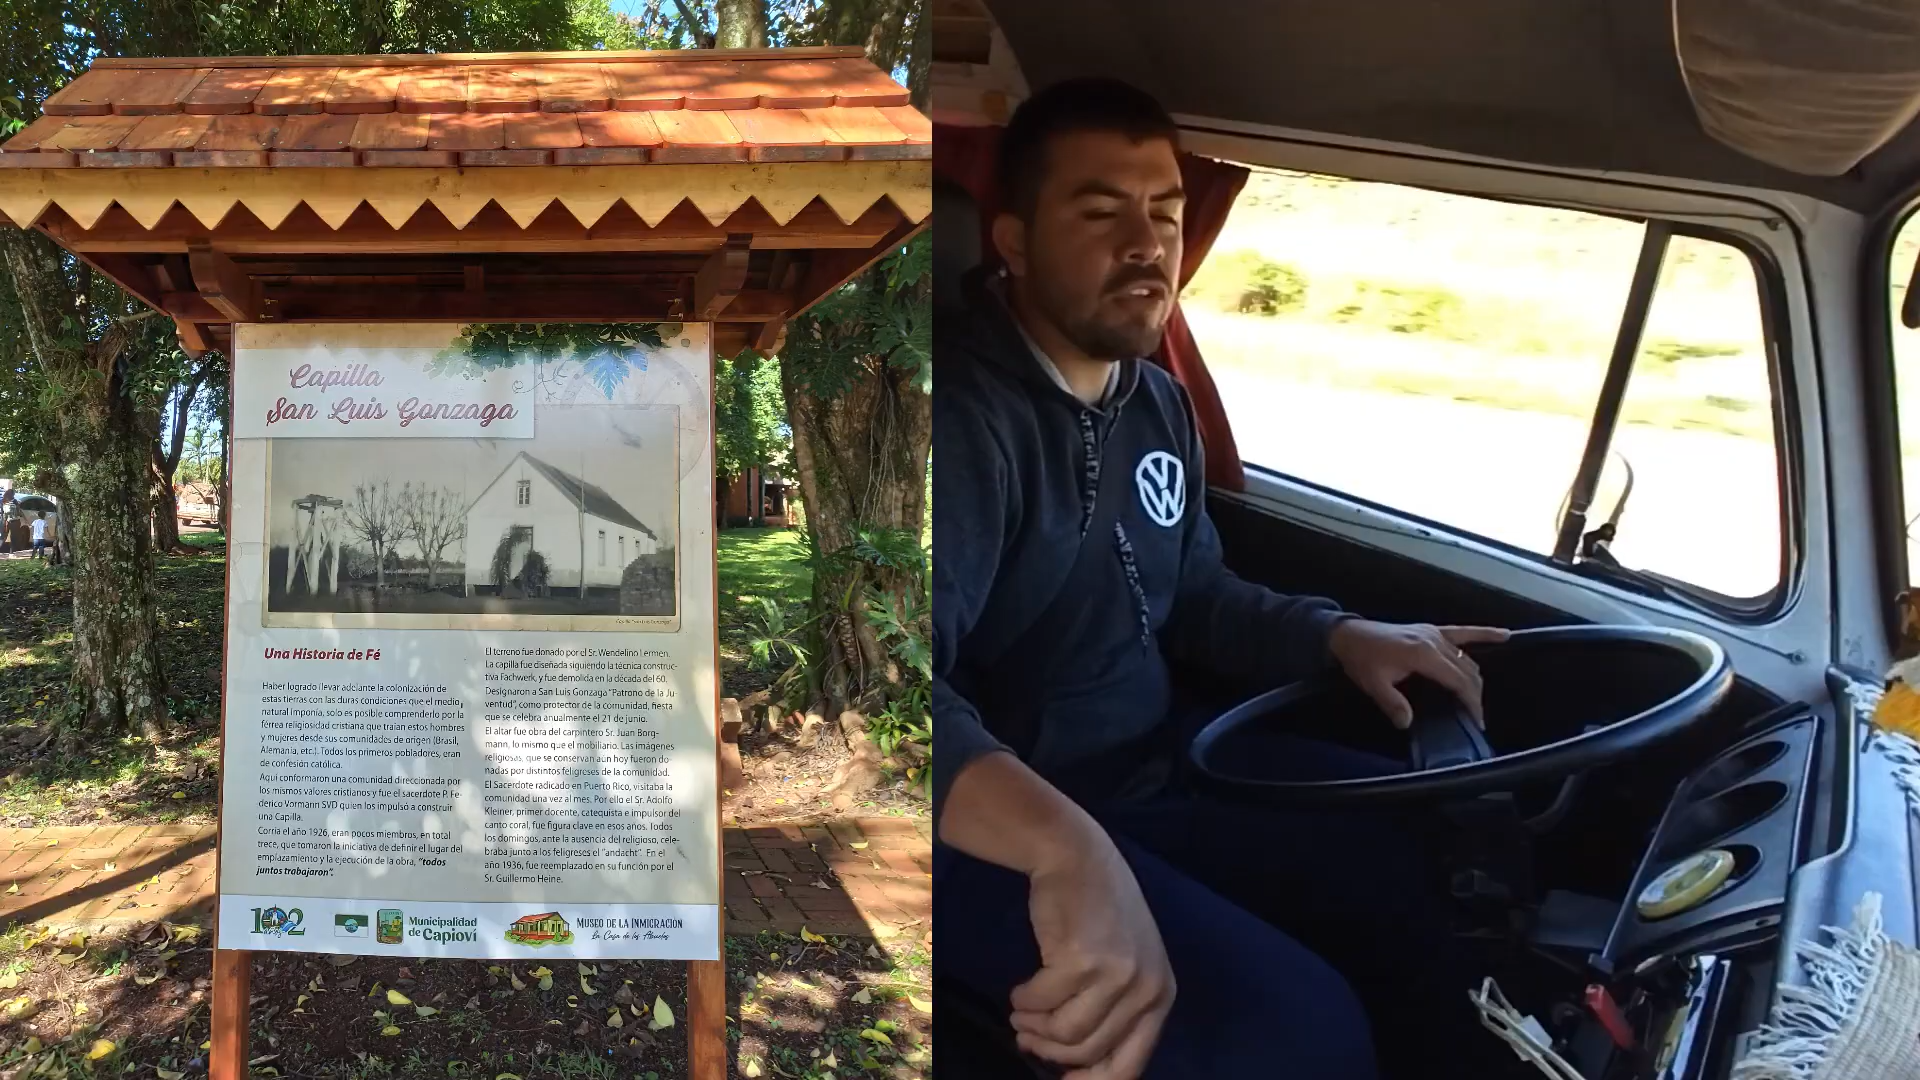 Capilla
San Luis Gonzaga
Una Historia de Fé
Haber logrado llevar adelante la colonización de
estas tierras con las duras condiciones que el medio
natural imponía, solo es posible comprenderlo por la
férrea religiosidad cristiana que traían estos hombres
y mujeres desde sus comunidades de origen (Brasil,
Alemania, etc.). Todos los primeros pobladores, eran
de confesión católica.
Aquí conformaron una comunidad direccionada por
los mismos valores cristianos y fue el sacerdote P. Fe-
derico Vormann SVD quien los impulsó a construir
una Capilla.
Corría el año 1926, eran pocos miembros, en total
trece, que tomaron la iniciativa de definir el lugar del
emplazamiento y la ejecución de la obra, "todos
juntos trabajaron".
El terreno fue donado por el Sr. Wendelino Lermen.
La capilla fue diseñada siguiendo la técnica construc-
tiva Fachwerk, y fue demolida en la década del 60.
Designaron a San Luis Gonzaga "Patrono de la Ju-
ventud", como protector de la comunidad, fiesta
que se celebra anualmente el 21 de junio.
El altar fue obra del carpintero Sr. Juan Borg-
mann, lo mismo que el mobiliario. Las imágenes
religiosas, que se conservan aún hoy fueron do-
nadas por distintos feligreses de la comunidad.
El Sacerdote radicado en Puerto Rico, visitaba la
comunidad una vez al mes. Por ello el Sr. Adolfo
Kleiner, primer docente, catequista e impulsor del
canto coral, fue figura clave en esos años. Todos
los domingos, ante la ausencia del religioso, cele-
braba junto a los feligreses el "andacht". En el
año 1936, fue reemplazado en su función por el
Sr. Guillermo Heine.
102
Municipalidad
de Capioví
MUSEO DE LA INMIGRACIÓN
La Casa de los Abuelos
VW